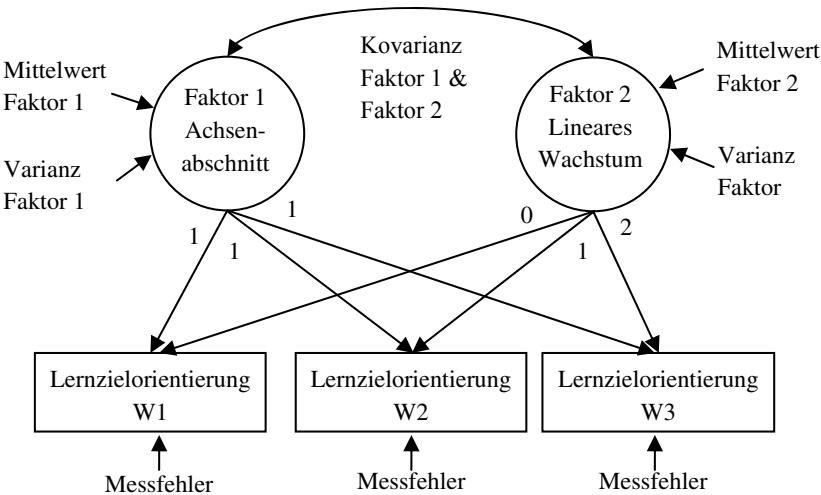 Mittelwert
Faktor 1
Varianz
Faktor 1
Faktor 1
Achsen-
abschnitt
Kovarianz
Faktor 1 &
Faktor 2
Faktor 2
Lineares
Wachstum
Mittelwert
Faktor 2
Varianz
Faktor
1
1
1
0
1
2
Lernzielorientierung
W1
Lernzielorientierung
W2
Lernzielorientierung
W3
Messfehler
Messfehler
Messfehler